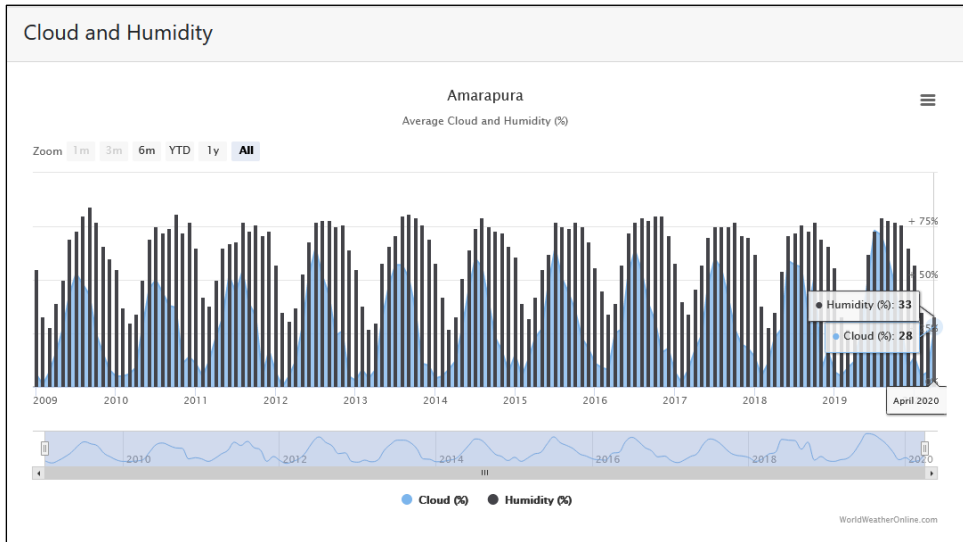 Cloud and Humidity
Amarapura
Average Cloud and Humidity (%)
Zoom 1m 3m 6m YTD 1y All
+ 75%
+ 50%
Humidity (%): 33
Cloud (%): 28
5%
2009 2010 2011 2012 2013 2014 2015 2016 2017 2018 2019
April 2020
2010 2012 2014 2016 2018 2020
Cloud (%) Humidity (%)
WorldWeatherOnline.com